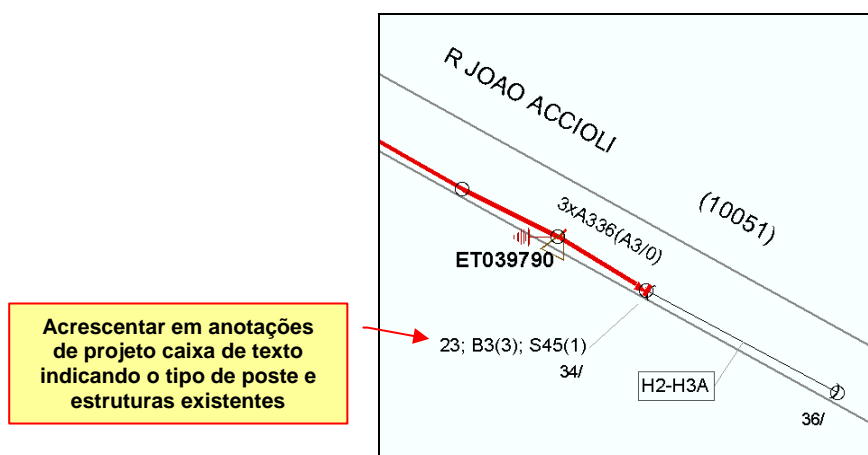 R JOAO ACCIOLI
(10051)
3xA336(A3/0)
ET039790
Acrescentar em anotações
de projeto caixa de texto
indicando o tipo de poste e
estruturas existentes
23; B3(3); S45(1)
34/
H2-H3A
36/